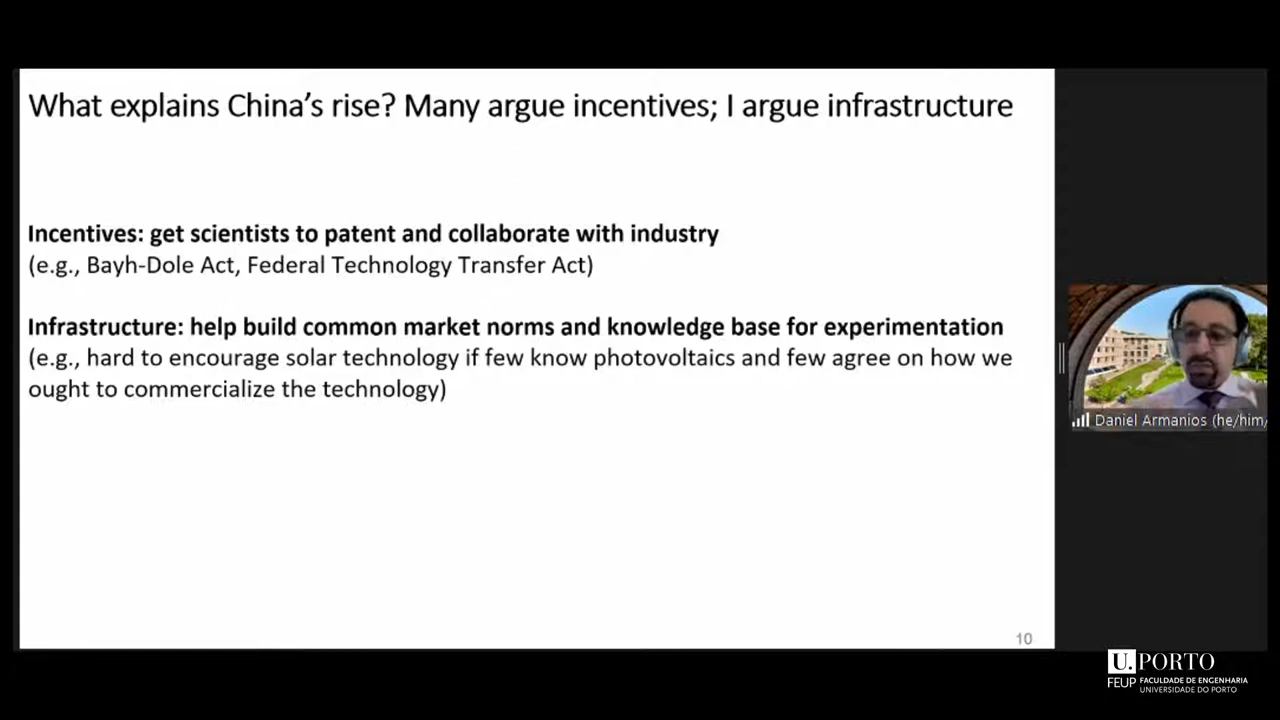 What explains China's rise? Many argue incentives; I argue infrastructure
Incentives: get scientists to patent and collaborate with industry
(e.g., Bayh-Dole Act, Federal Technology Transfer Act)
Infrastructure: help build common market norms and knowledge base for experimentation
(e.g., hard to encourage solar technology if few know photovoltaics and few agree on how we
ought to commercialize the technology)
10
Daniel Armanios (he/him/
U.PORTO
FEUP FACULDADE DE ENGENHARIA
UNIVERSIDADE DO PORTO